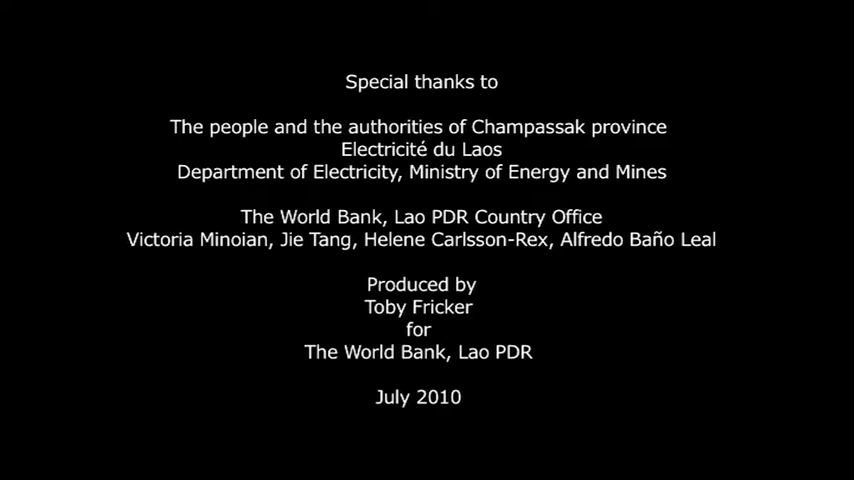 Special thanks to
The people and the authorities of Champassak province
Electricité du Laos
Department of Electricity, Ministry of Energy and Mines
The World Bank, Lao PDR Country Office
Victoria Minoian, Jie Tang, Helene Carlsson-Rex, Alfredo Baño Leal
Produced by
Toby Fricker
for
The World Bank, Lao PDR
July 2010